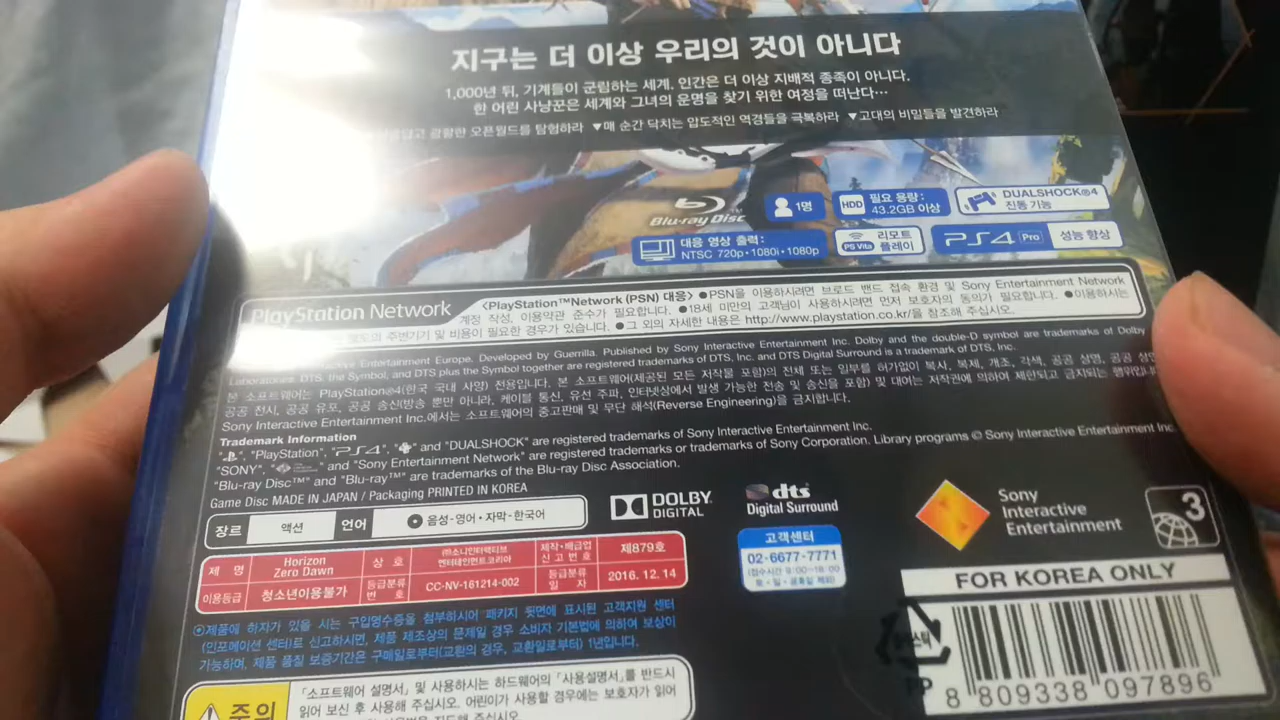 지구는 더 이상 우리의 것이 아니다
1,000년 뒤, 기계들이 군림하는 세계, 인간은 더 이상 지배적 종족이 아니다.
한 어린 사냥꾼은 세계와 그녀의 운명을 찾기 위한 여정을 떠난다…
광활한 오픈월드를 탐험하라 ▼매 순간 닥치는 압도적인 역경들을 극복하라 ▼고대의 비밀들을 발견하라
Blu-ray Disc™
1명
HDD 필요 용량: 43.2GB 이상
DUALSHOCK®4 진동 가능
대응 영상 출력: NTSC 720p•1080i•1080p
PS Vita 리모트 플레이
PS4 Pro 성능 향상
PlayStation Network
<PlayStation™Network (PSN) 대응> ●PSN을 이용하시려면 브로드 밴드 접속 환경 및 Sony Entertainment Network
계정 작성, 이용약관 준수가 필요합니다. ●18세 미만의 고객님이 사용하시려면 먼저 보호자의 동의가 필요합니다. ●이용하시는
주변기기 및 비용이 필요한 경우가 있습니다. ●그 외의 자세한 내용은 http://www.playstation.co.kr/을 참조해 주십시오.
Interactive Entertainment Europe. Developed by Guerrilla. Published by Sony Interactive Entertainment Inc. Dolby and the double-D symbol are trademarks of Dolby
Laboratories. DTS, the Symbol, and DTS plus the Symbol together are registered trademarks of DTS, Inc. and DTS Digital Surround is a trademark of DTS, Inc.
본 소프트웨어는 PlayStation®4(한국 국내 사양) 전용입니다. 본 소프트웨어(제공된 모든 저작물 포함)의 전체 또는 일부를 허가없이 복사, 복제, 개조, 각색, 공공 상영, 공공
공공 전시, 공공 유포, 공공 송신(방송 뿐만 아니라, 케이블 통신, 유선 주파, 인터넷상에서 발생 가능한 전송 및 송신을 포함) 및 대여는 저작권에 의하여 제한되고 금지되는
Sony Interactive Entertainment Inc.에서는 소프트웨어의 중고판매 및 무단 해석(Reverse Engineering)을 금지합니다.
Trademark Information
"PlayStation", "PS4", and "DUALSHOCK" are registered trademarks of Sony Interactive Entertainment Inc.
"SONY", and "Sony Entertainment Network" are registered trademarks or trademarks of Sony Corporation. Library programs © Sony Interactive Entertainment Inc.
"Blu-ray Disc™" and "Blu-ray™" are trademarks of the Blu-ray Disc Association.
Game Disc MADE IN JAPAN / Packaging PRINTED IN KOREA
장르 액션 언어 음성-영어•자막-한국어
DOLBY DIGITAL
dts Digital Surround
Sony Interactive Entertainment
3
제 명 Horizon Zero Dawn 상 호 ㈜소니인터랙티브엔터테인먼트코리아 제작•배급업 신고번호 제879호
이용등급 청소년이용불가 등급분류 번호 CC-NV-161214-002 등급분류 일자 2016. 12. 14
고객센터
02-6677-7771
FOR KOREA ONLY
8 809338 097896
PP
제품에 하자가 있을 시는 구입영수증을 첨부하시어 패키지 뒷면에 표시된 고객지원 센터
(인포메이션 센터)로 신고하시면, 제품 제조상의 문제일 경우 소비자 기본법에 의하여 보상이
가능하며, 제품 품질 보증기간은 구매일로부터(교환의 경우, 교환일로부터) 1년입니다.
주의
「소프트웨어 설명서」 및 사용하시는 하드웨어의 「사용설명서」를 반드시
읽어 보신 후 사용해 주십시오. 어린이가 사용할 경우에는 보호자가 읽어